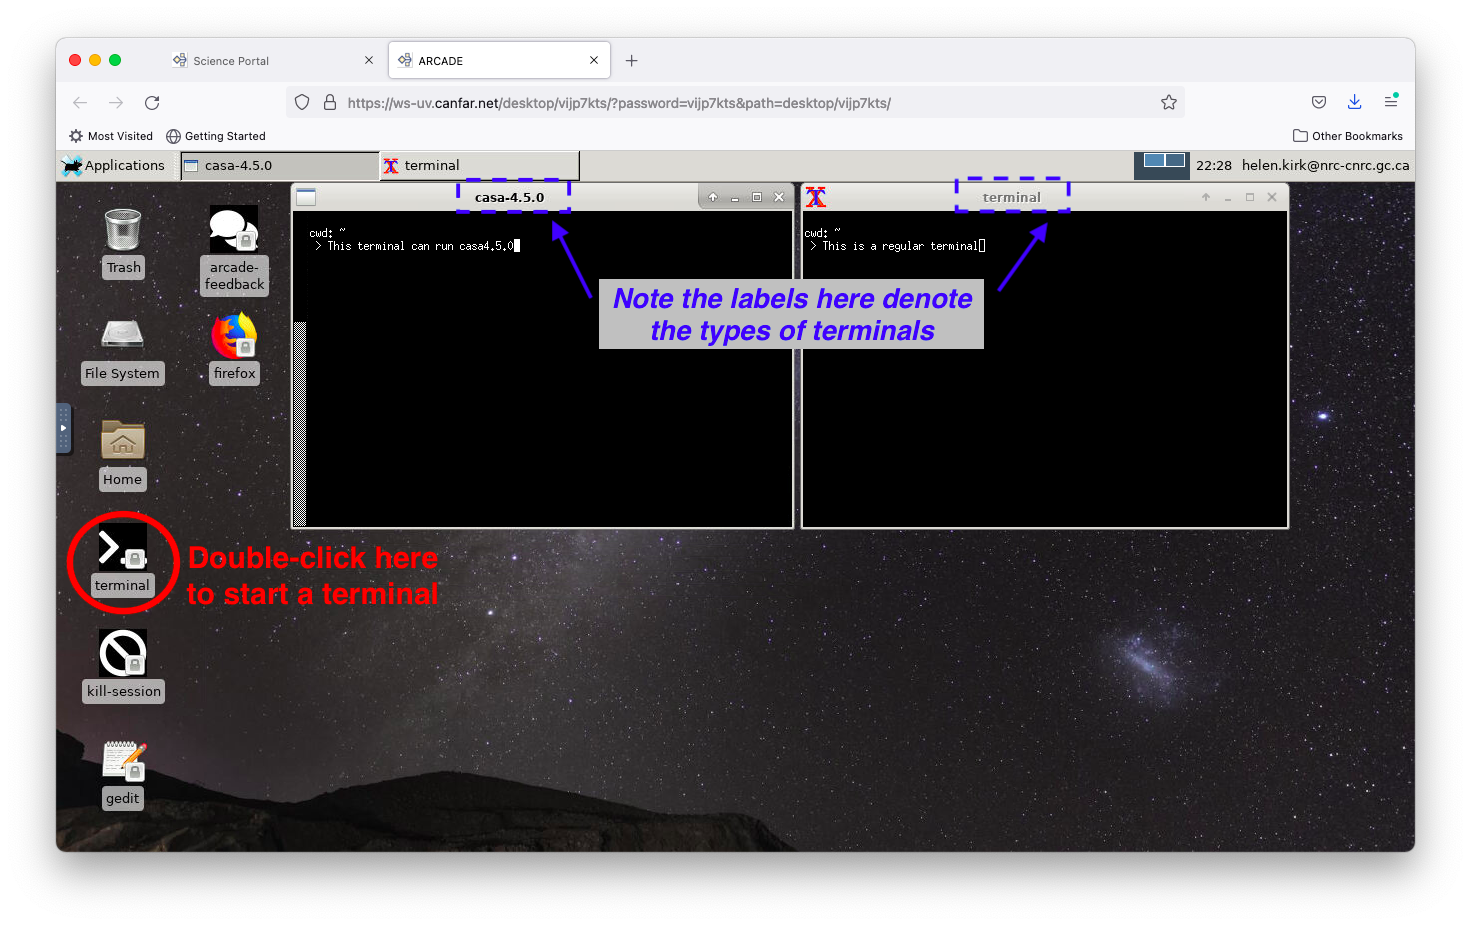 Science Portal
ARCADE
https://ws-uv.canfar.net/desktop/vijp7kts/?password=vijp7kts&path=desktop/vijp7kts/
Most Visited
Getting Started
Other Bookmarks
Applications
casa-4.5.0
terminal
22:28
helen.kirk@nrc-cnrc.gc.ca
casa-4.5.0
terminal
cwd: ~
> This terminal can run casa4.5.0
cwd: ~
> This is a regular terminal
Note the labels here denote
the types of terminals
Trash
arcade-
feedback
File System
firefox
Home
terminal
Double-click here
to start a terminal
kill-session
gedit